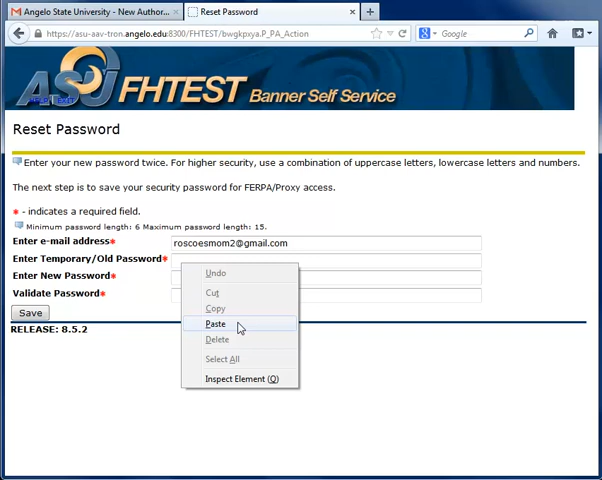 Angelo State University - New Author...
Reset Password
https://asu-aav-tron.angelo.edu:8300/FHTEST/bwgkpxya.P_PA_Action
Google
ASU FHTEST Banner Self Service
Reset Password
Enter your new password twice. For higher security, use a combination of uppercase letters, lowercase letters and numbers.
The next step is to save your security password for FERPA/Proxy access.
* - indicates a required field.
Minimum password length: 6 Maximum password length: 15.
Enter e-mail address* roscoesmom2@gmail.com
Enter Temporary/Old Password*
Enter New Password*
Validate Password*
Undo
Cut
Copy
Paste
Delete
Select All
Inspect Element (Q)
Save
RELEASE: 8.5.2